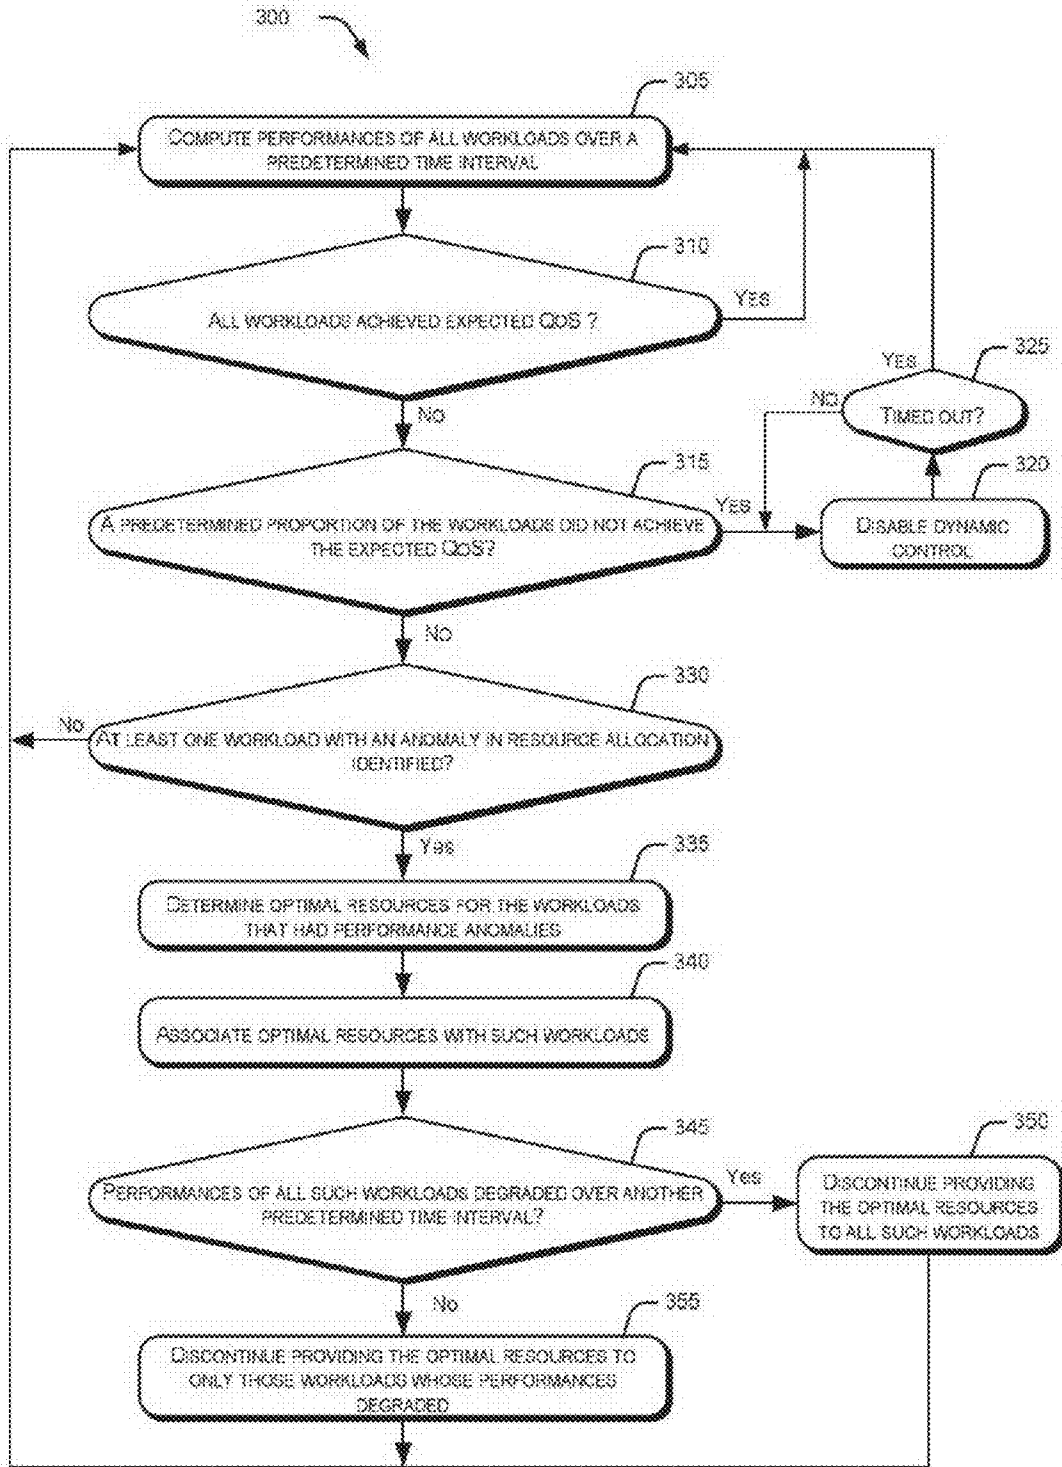 300
305
COMPUTE PERFORMANCES OF ALL WORKLOADS OVER A
PREDETERMINED TIME INTERVAL
310
ALL WORKLOADS ACHIEVED EXPECTED QOS ?
YES
NO
325
YES
NO
TIMED OUT?
315
A PREDETERMINED PROPORTION OF THE WORKLOADS DID NOT ACHIEVE
THE EXPECTED QOS?
YES
320
DISABLE DYNAMIC
CONTROL
NO
330
AT LEAST ONE WORKLOAD WITH AN ANOMALY IN RESOURCE ALLOCATION
IDENTIFIED?
NO
Yes
335
DETERMINE OPTIMAL RESOURCES FOR THE WORKLOADS
THAT HAD PERFORMANCE ANOMALIES
340
ASSOCIATE OPTIMAL RESOURCES WITH SUCH WORKLOADS
345
PERFORMANCES OF ALL SUCH WORKLOADS DEGRADED OVER ANOTHER
PREDETERMINED TIME INTERVAL?
Yes
350
DISCONTINUE PROVIDING
THE OPTIMAL RESOURCES
TO ALL SUCH WORKLOADS
No
355
DISCONTINUE PROVIDING THE OPTIMAL RESOURCES TO
ONLY THOSE WORKLOADS WHOSE PERFORMANCES
DEGRADED